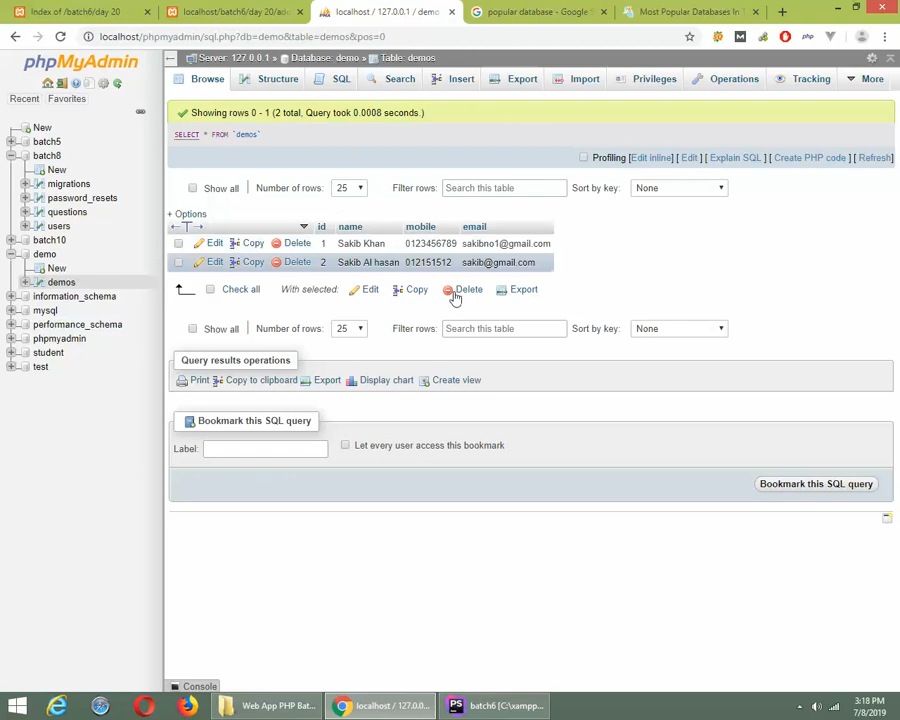 Index of /batch6/day 20
localhost/batch6/day 20/ad
localhost / 127.0.0.1 / demo
popular database - Google S
Most Popular Databases In T
localhost/phpmyadmin/sql.php?db=demo&table=demos&pos=0
phpMyAdmin
Recent Favorites
New
batch5
batch8
New
migrations
password_resets
questions
users
batch10
demo
New
demos
information_schema
mysql
performance_schema
phpmyadmin
student
test
Server: 127.0.0.1 » Database: demo » Table: demos
Browse Structure SQL Search Insert Export Import Privileges Operations Tracking More
Showing rows 0 - 1 (2 total, Query took 0.0008 seconds.)
SELECT * FROM `demos`
Profiling [Edit inline] [ Edit ] [ Explain SQL ] [ Create PHP code ] [ Refresh]
Show all Number of rows: 25 Filter rows: Search this table Sort by key: None
+ Options
id name mobile email
Edit Copy Delete 1 Sakib Khan 0123456789 sakibno1@gmail.com
Edit Copy Delete 2 Sakib Al hasan 012151512 sakib@gmail.com
Check all With selected: Edit Copy Delete Export
Show all Number of rows: 25 Filter rows: Search this table Sort by key: None
Query results operations
Print Copy to clipboard Export Display chart Create view
Bookmark this SQL query
Label: Let every user access this bookmark
Bookmark this SQL query
Console
Web App PHP Bat...
localhost / 127.0.0...
batch6 [C:\xampp...
3:18 PM
7/8/2019